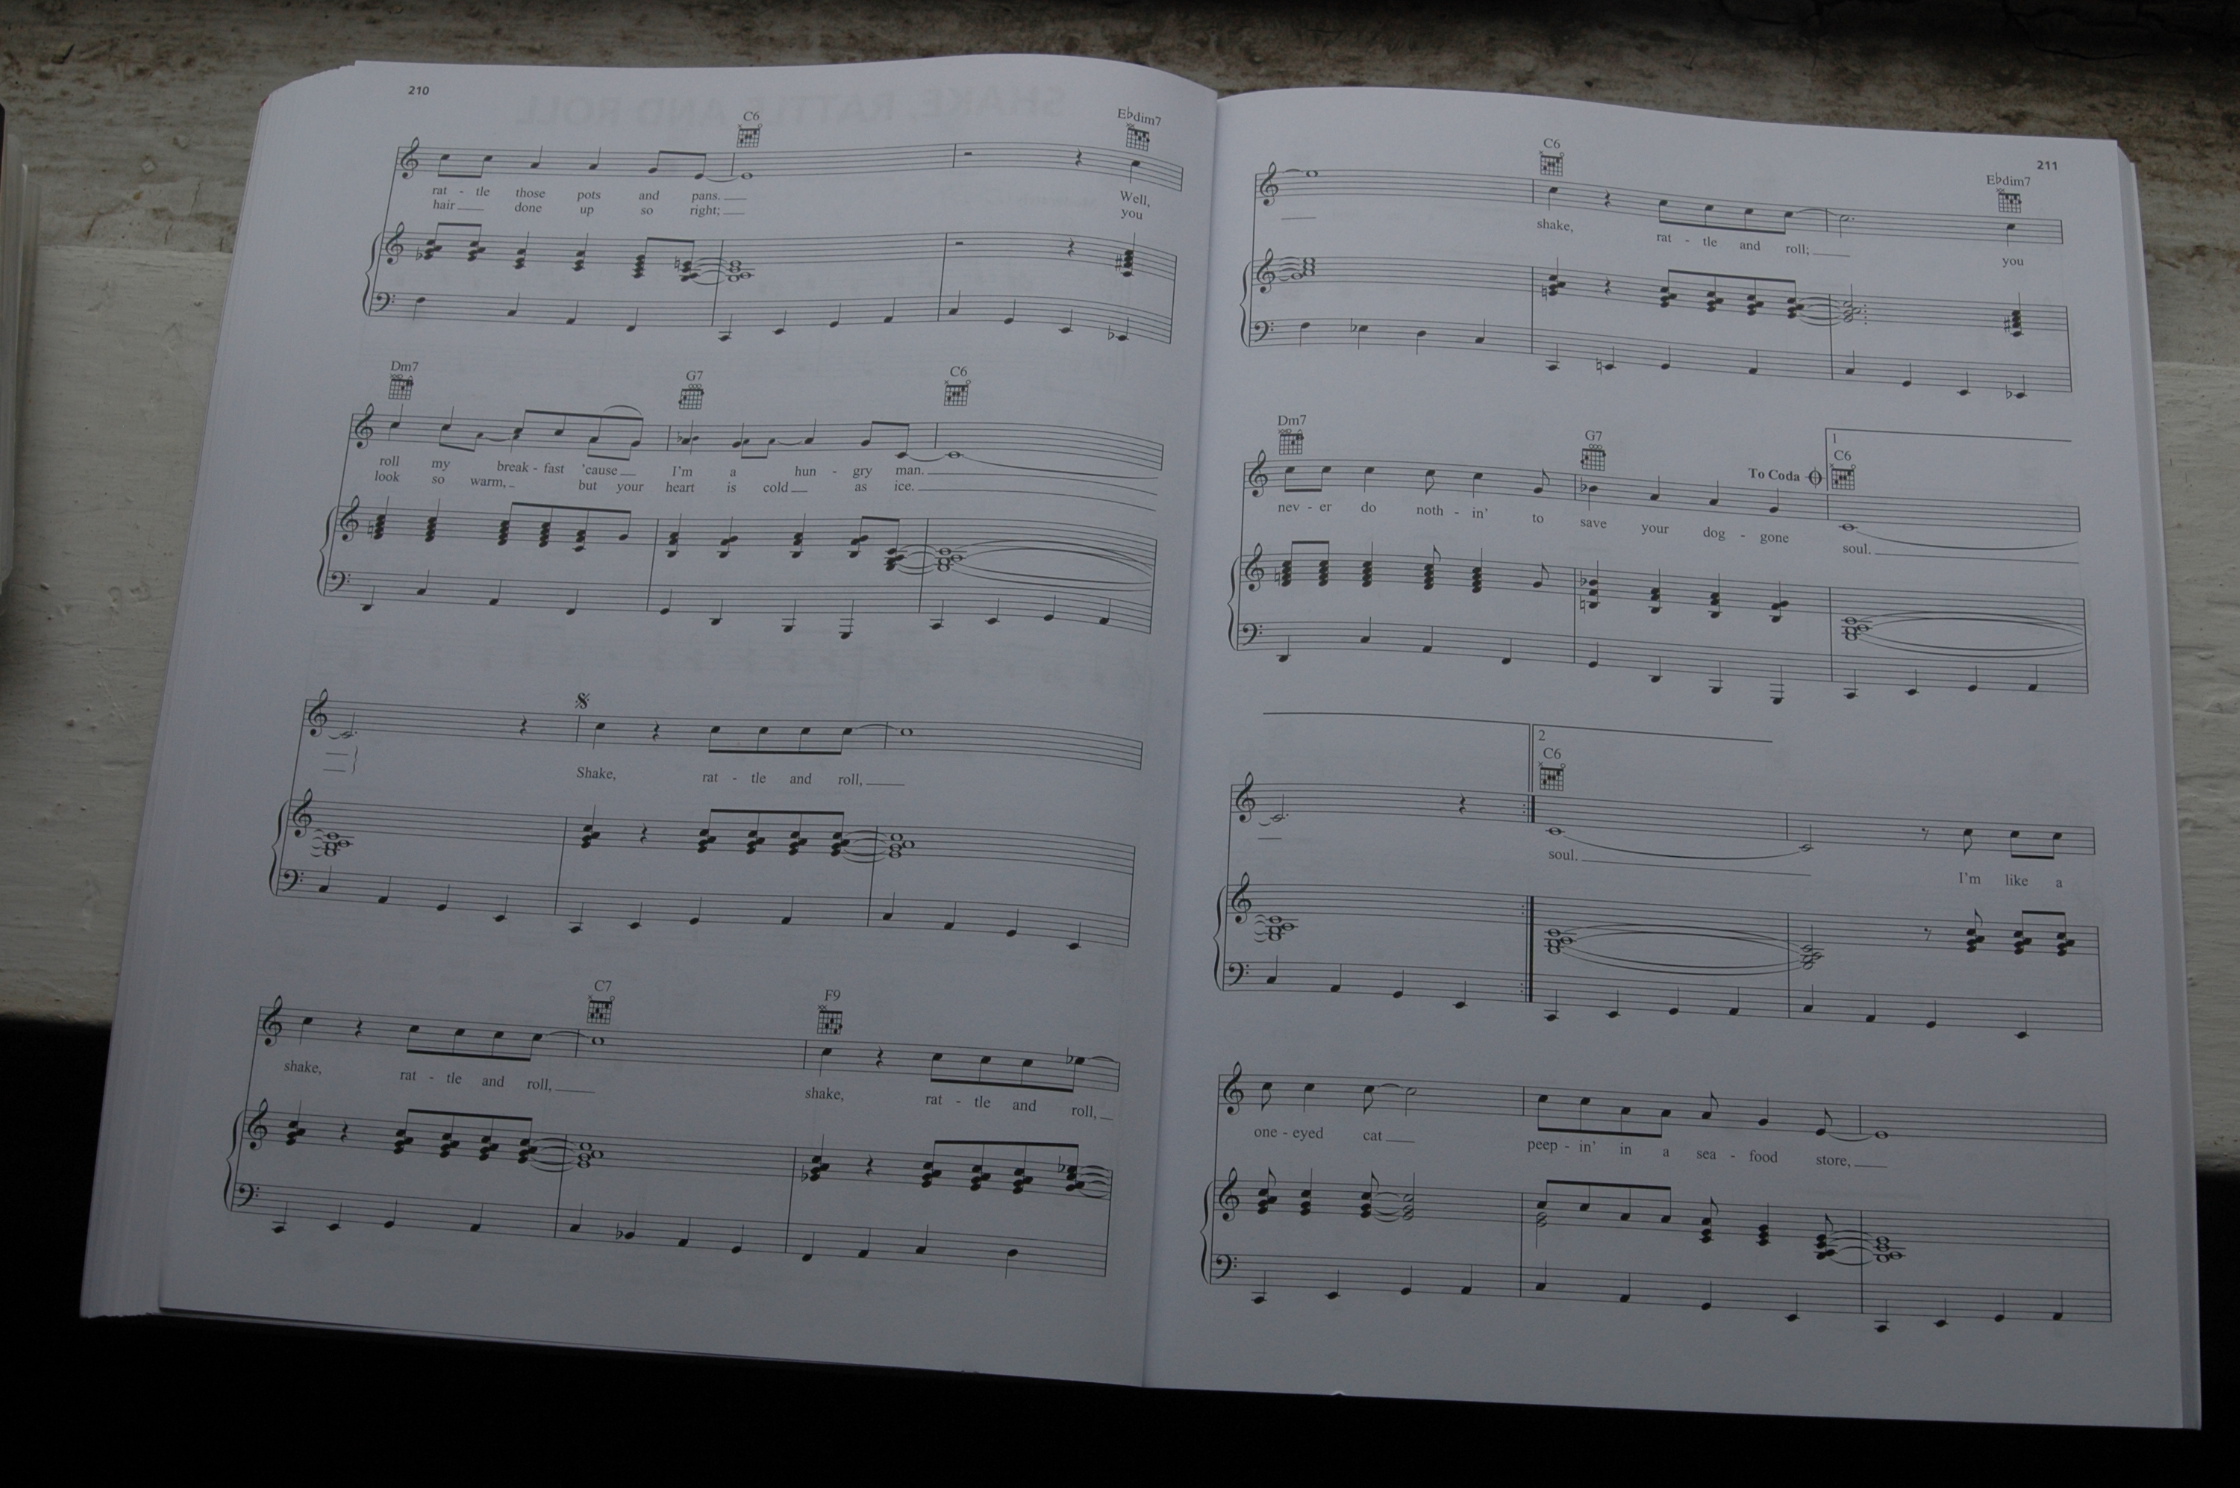 210
C6 E♭dim7
rat - tle those pots and pans. Well,
hair done up so right; you
Dm7 G7 C6
roll my break - fast 'cause I'm a hun - gry man.
look so warm, but your heart is cold as ice.
Shake, rat - tle and roll,
C7 F9
shake, rat - tle and roll, shake, rat - tle and roll,
211
C6 E♭dim7
shake, rat - tle and roll; you
1
Dm7 G7 To Coda C6
nev - er do noth - in' to save your dog - gone soul.
2
C6
soul. I'm like a
one - eyed cat peep - in' in a sea - food store,
SHAKE, RATTLE AND ROLL